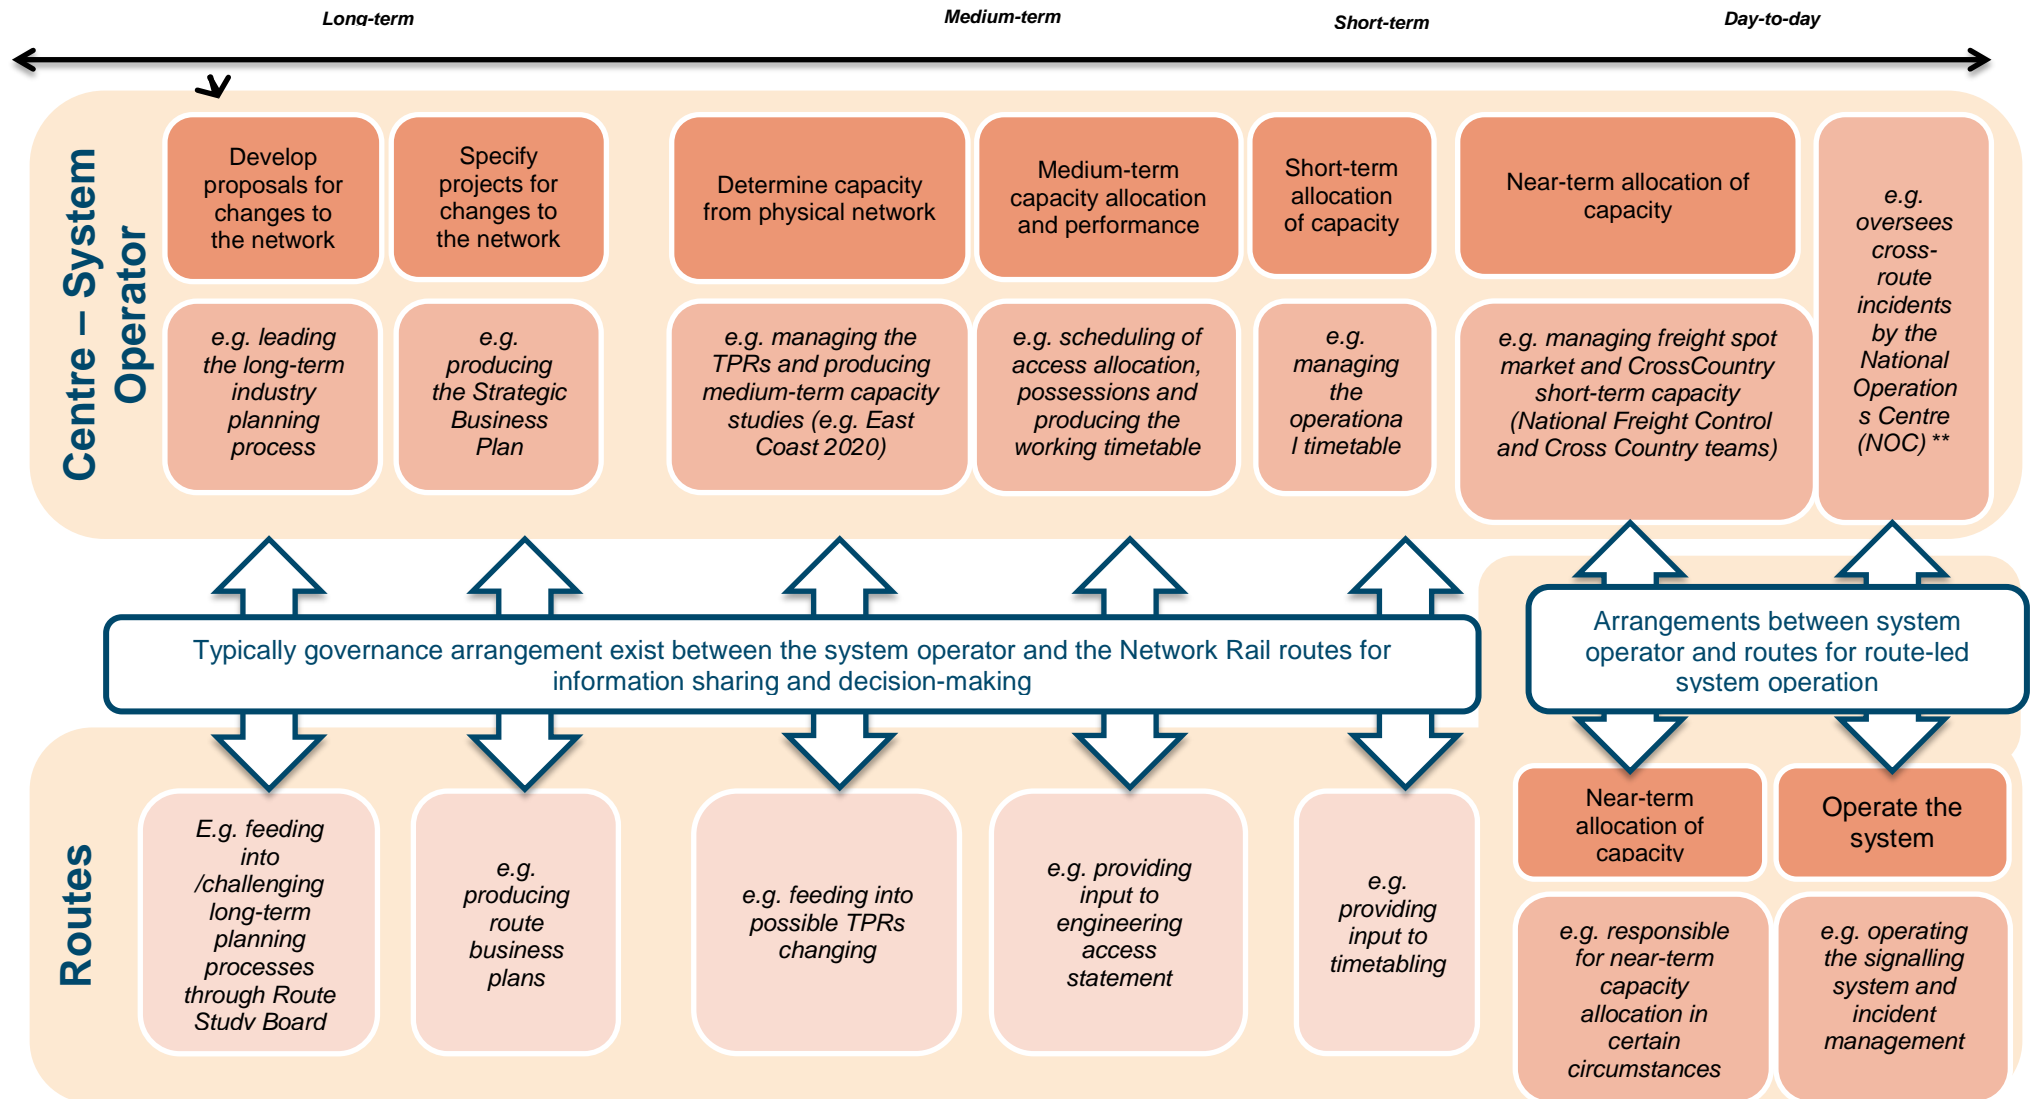 Long-term
Medium-term
Short-term
Day-to-day
Centre – System
Operator
Develop
proposals for
changes to
the network
Specify
projects for
changes to
the network
Determine capacity
from physical network
Medium-term
capacity allocation
and performance
Short-term
allocation
of capacity
Near-term allocation of
capacity
e.g.
oversees
cross-
route
incidents
by the
National
Operation
s Centre
(NOC) **
e.g. leading
the long-term
industry
planning
process
e.g.
producing
the Strategic
Business
Plan
e.g. managing the
TPRs and producing
medium-term capacity
studies (e.g. East
Coast 2020)
e.g. scheduling of
access allocation,
possessions and
producing the
working timetable
e.g.
managing
the
operationa
l timetable
e.g. managing freight spot
market and CrossCountry
short-term capacity
(National Freight Control
and Cross Country teams)
Typically governance arrangement exist between the system operator and the Network Rail routes for
information sharing and decision-making
Arrangements between system
operator and routes for route-led
system operation
Routes
E.g. feeding
into
/challenging
long-term
planning
processes
through Route
Study Board
e.g.
producing
route
business
plans
e.g. feeding into
possible TPRs
changing
e.g. providing
input to
engineering
access
statement
e.g.
providing
input to
timetabling
Near-term
allocation of
capacity
Operate the
system
e.g. responsible
for near-term
capacity
allocation in
certain
circumstances
e.g. operating
the signalling
system and
incident
management